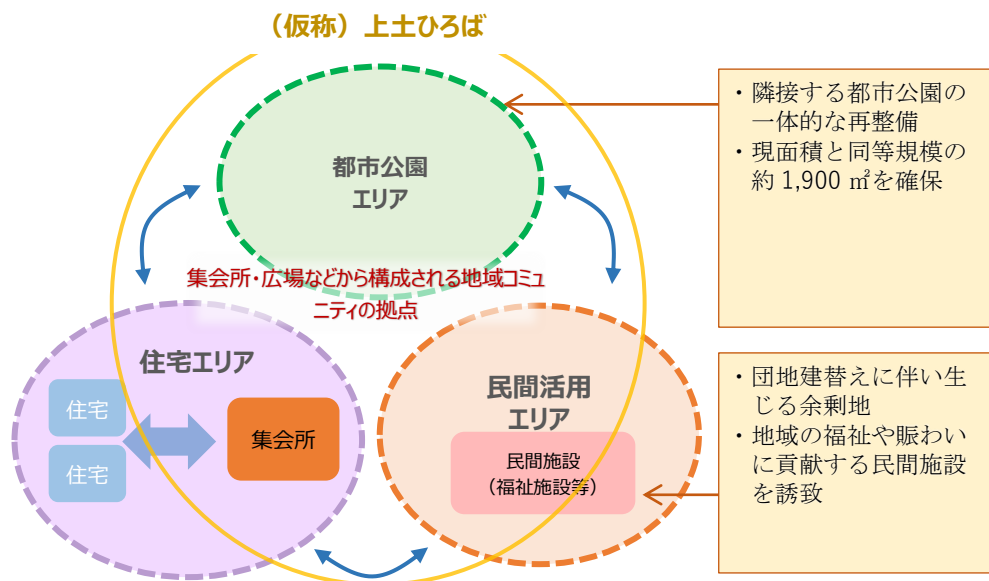 （仮称）上土ひろば
都市公園
エリア
・隣接する都市公園の
一体的な再整備
・現面積と同等規模の
約 1,900 ㎡を確保
集会所・広場などから構成される地域コミュ
ニティの拠点
住宅エリア
住宅
住宅
集会所
民間活用
エリア
民間施設
（福祉施設等）
・団地建替えに伴い生
じる余剰地
・地域の福祉や賑わい
に貢献する民間施設
を誘致